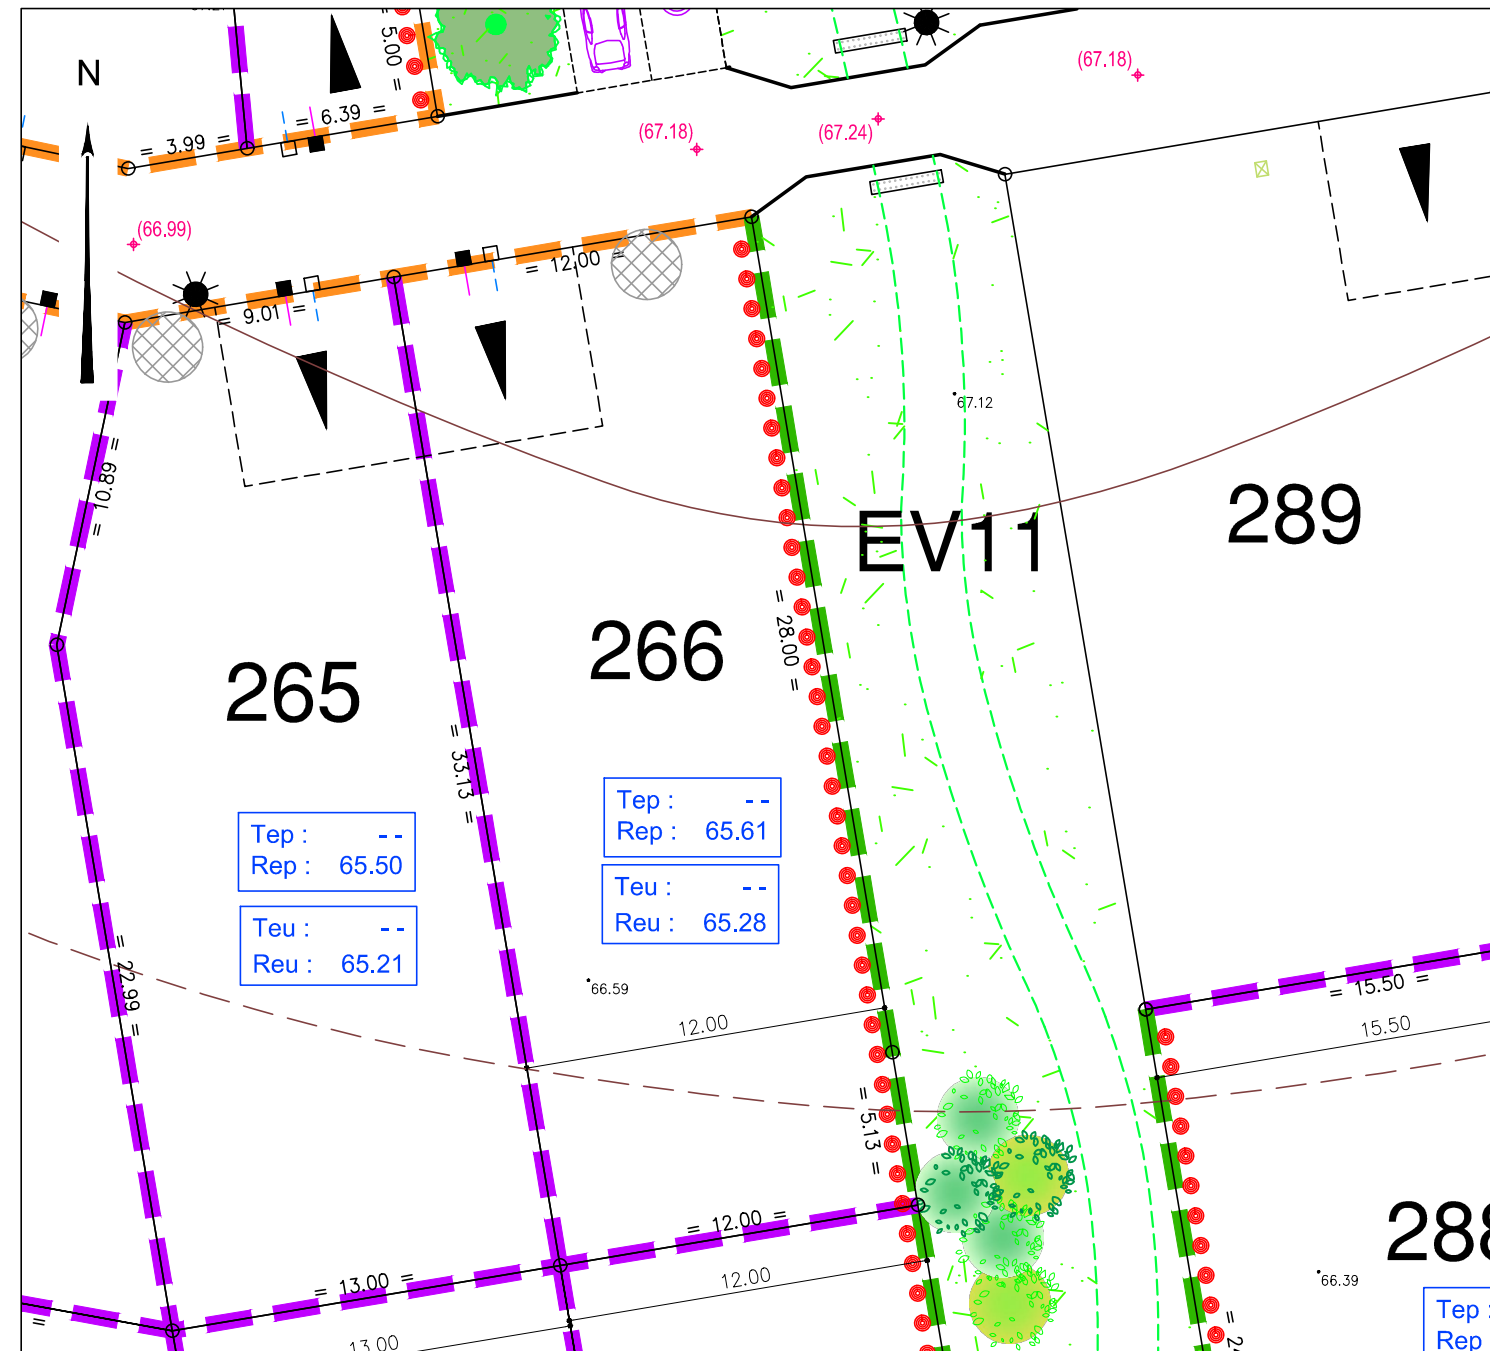 N
5.00 =
= 6.39 =
= 3.99 =
(67.18)
(67.18)
(67.24)
(66.99)
= 12.00 =
= 9.01 =
67.12
= 10.89 =
EV11
289
= 28.00 =
266
265
= 33.13 =
Tep : --
Rep : 65.61
Tep : --
Rep : 65.50
Teu : --
Reu : 65.28
Teu : --
Reu : 65.21
= 22.99 =
66.59
= 15.50 =
12.00
15.50
= 5.13 =
= 12.00 =
288
12.00
= 13.00 =
66.39
Tep :
Rep
13.00
=